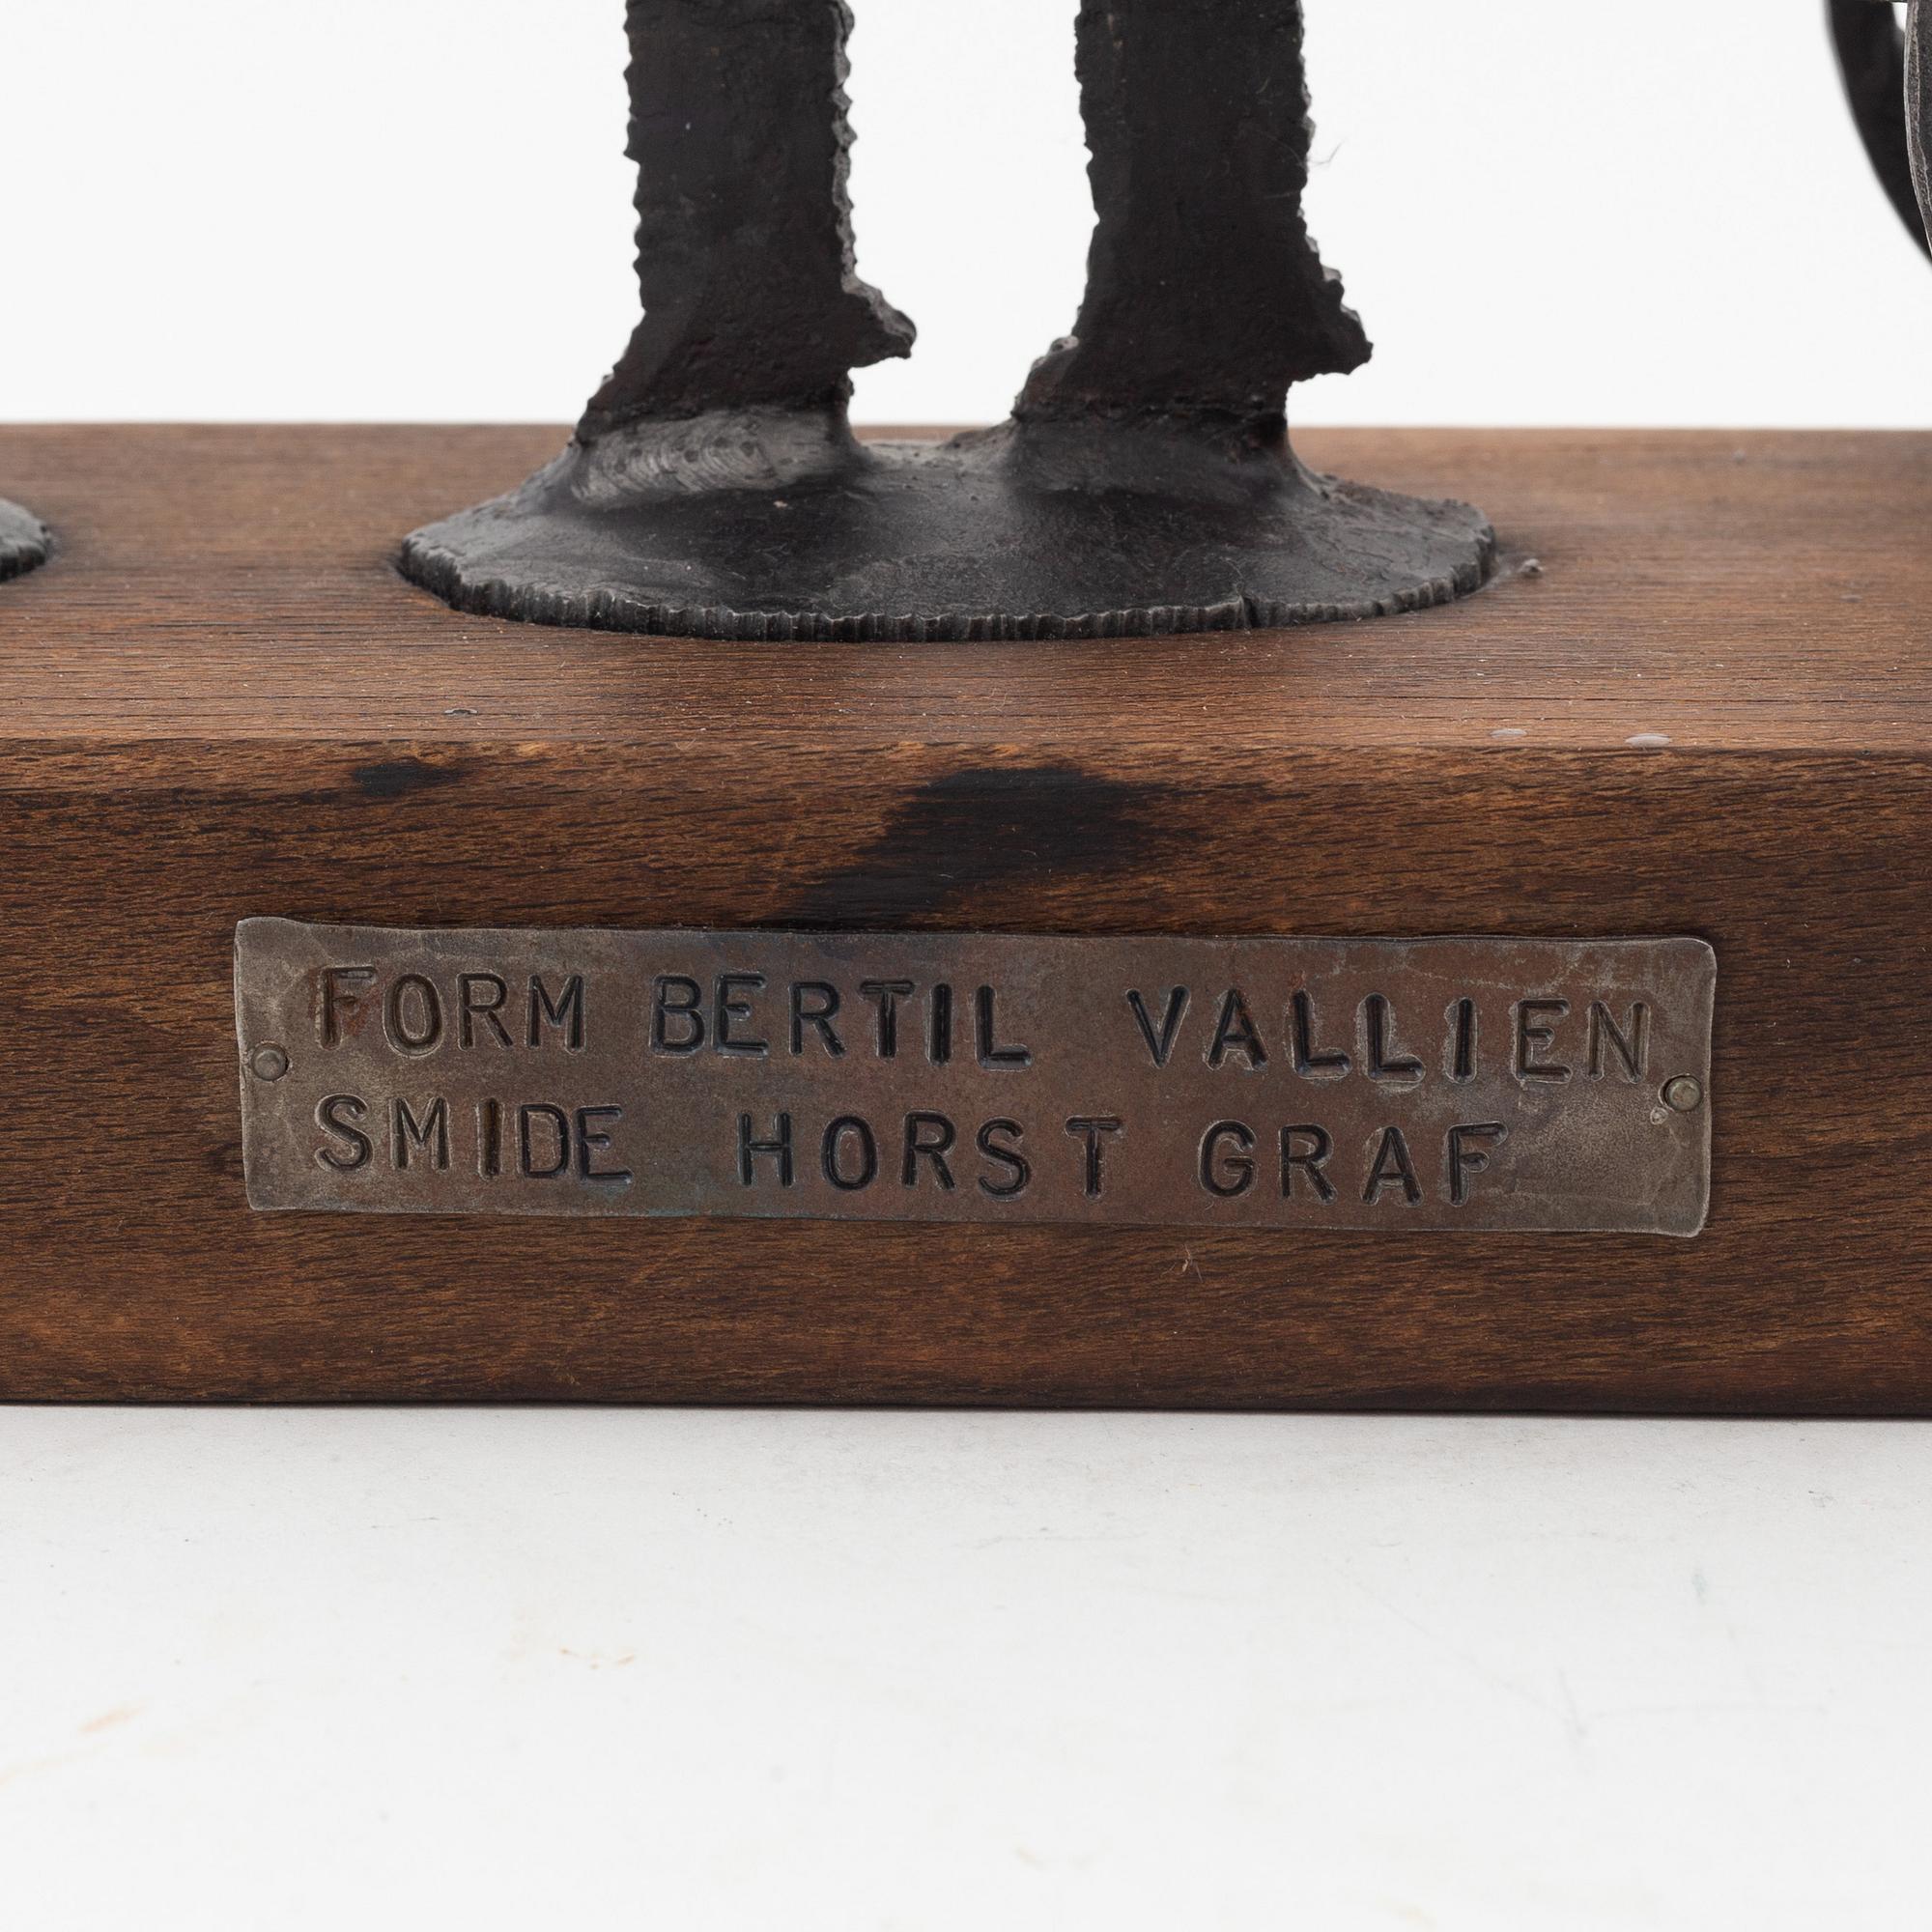 FORM BERTIL VALLIEN
SMIDE HORST GRAF